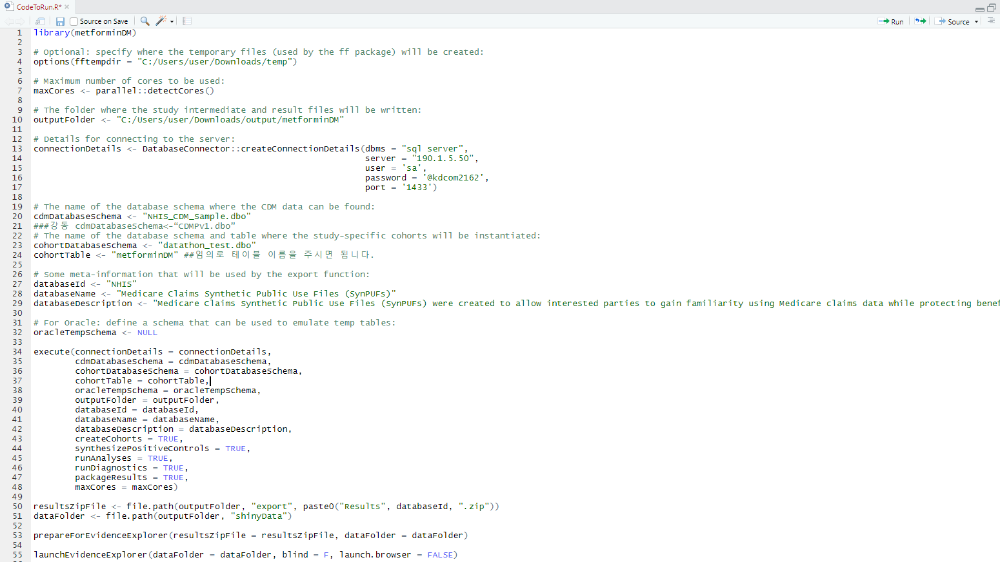 CodeToRun.R*
Source on Save
Run
Source
1 library(metforminDM)
2
3 # Optional: specify where the temporary files (used by the ff package) will be created:
4 options(fftempdir = "C:/Users/user/Downloads/temp")
5
6 # Maximum number of cores to be used:
7 maxCores <- parallel::detectCores()
8
9 # The folder where the study intermediate and result files will be written:
10 outputFolder <- "C:/Users/user/Downloads/output/metforminDM"
11
12 # Details for connecting to the server:
13 connectionDetails <- DatabaseConnector::createConnectionDetails(dbms = "sql server",
14 server = "190.1.5.50",
15 user = 'sa',
16 password = '@kdcom2162',
17 port = '1433')
18
19 # The name of the database schema where the CDM data can be found:
20 cdmDatabaseSchema <- "NHIS_CDM_Sample.dbo"
21 ###강동 cdmDatabaseSchema<-“CDMPv1.dbo”
22 # The name of the database schema and table where the study-specific cohorts will be instantiated:
23 cohortDatabaseSchema <- "datathon_test.dbo"
24 cohortTable <- "metforminDM" ##임의로 테이블 이름을 주시면 됩니다.
25
26 # Some meta-information that will be used by the export function:
27 databaseId <- "NHIS"
28 databaseName <- "Medicare Claims Synthetic Public Use Files (SynPUFs)"
29 databaseDescription <- "Medicare Claims Synthetic Public Use Files (SynPUFs) were created to allow interested parties to gain familiarity using Medicare claims data while protecting benef
30
31 # For Oracle: define a schema that can be used to emulate temp tables:
32 oracleTempSchema <- NULL
33
34 execute(connectionDetails = connectionDetails,
35 cdmDatabaseSchema = cdmDatabaseSchema,
36 cohortDatabaseSchema = cohortDatabaseSchema,
37 cohortTable = cohortTable,
38 oracleTempSchema = oracleTempSchema,
39 outputFolder = outputFolder,
40 databaseId = databaseId,
41 databaseName = databaseName,
42 databaseDescription = databaseDescription,
43 createCohorts = TRUE,
44 synthesizePositiveControls = TRUE,
45 runAnalyses = TRUE,
46 runDiagnostics = TRUE,
47 packageResults = TRUE,
48 maxCores = maxCores)
49
50 resultsZipFile <- file.path(outputFolder, "export", paste0("Results", databaseId, ".zip"))
51 dataFolder <- file.path(outputFolder, "shinyData")
52
53 prepareForEvidenceExplorer(resultsZipFile = resultsZipFile, dataFolder = dataFolder)
54
55 launchEvidenceExplorer(dataFolder = dataFolder, blind = F, launch.browser = FALSE)